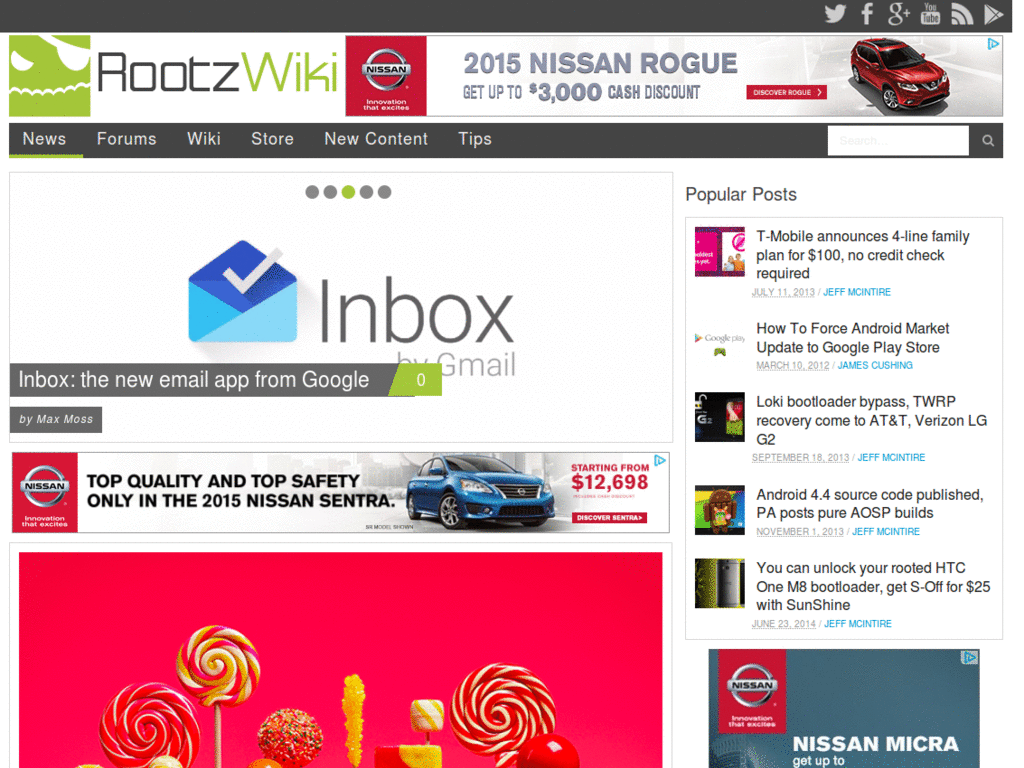 You
Tube
RootzWiki
NISSAN
Innovation
that excites
2015 NISSAN ROGUE
GET UP TO $3,000 CASH DISCOUNT
DISCOVER ROGUE >
News Forums Wiki Store New Content Tips Search...
Inbox
by Gmail
Inbox: the new email app from Google 0
by Max Moss
NISSAN
Innovation
that excites
TOP QUALITY AND TOP SAFETY
ONLY IN THE 2015 NISSAN SENTRA.
SR MODEL SHOWN
STARTING FROM
$12,698
INCLUDES CASH DISCOUNT
DISCOVER SENTRA>
Popular Posts
T-Mobile announces 4-line family
plan for $100, no credit check
required
JULY 11, 2013 / JEFF MCINTIRE
Google play
How To Force Android Market
Update to Google Play Store
MARCH 10, 2012 / JAMES CUSHING
G2
Loki bootloader bypass, TWRP
recovery come to AT&T, Verizon LG
G2
SEPTEMBER 18, 2013 / JEFF MCINTIRE
Android 4.4 source code published,
PA posts pure AOSP builds
NOVEMBER 1, 2013 / JEFF MCINTIRE
You can unlock your rooted HTC
One M8 bootloader, get S-Off for $25
with SunShine
JUNE 23, 2014 / JEFF MCINTIRE
NISSAN
Innovation
that excites
NISSAN MICRA
get up to